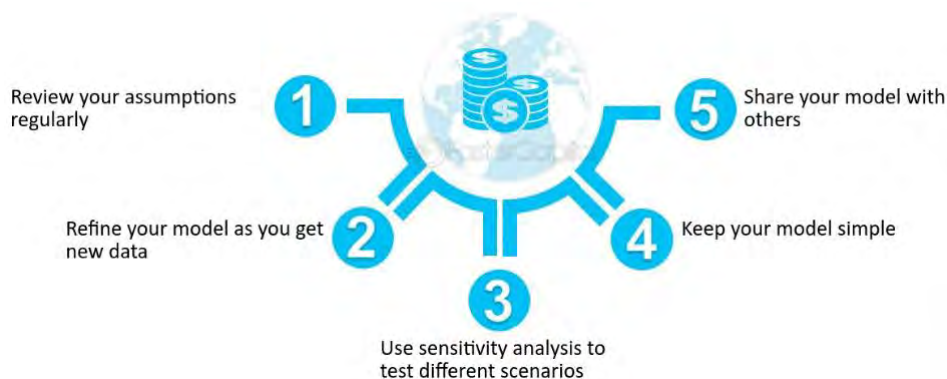 1
Review your assumptions
regularly
2
Refine your model as you get
new data
3
Use sensitivity analysis to
test different scenarios
4
Keep your model simple
5
Share your model with
others
$
$
$